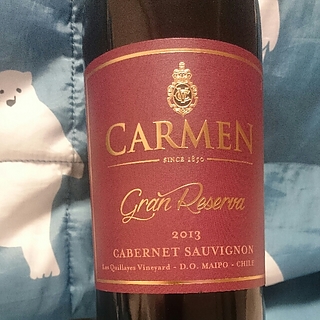 CARMEN
SINCE 1850
Gran Reserva
2013
CABERNET SAUVIGNON
Los Quillayes Vineyard - D.O. MAIPO - CHILE